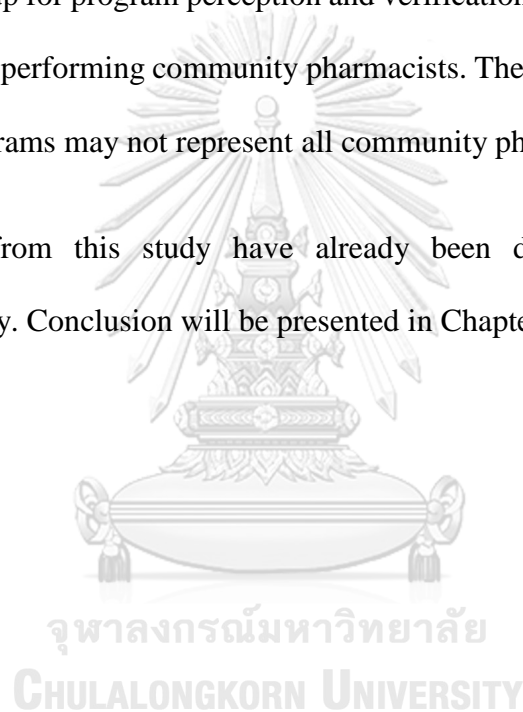 up for program perception and verification
performing community pharmacists. The
rams may not represent all community ph
from this study have already been d
y. Conclusion will be presented in Chapte
จุฬาลงกรณ์มหาวิทยาลัย
CHULALONGKORN UNIVERSITY